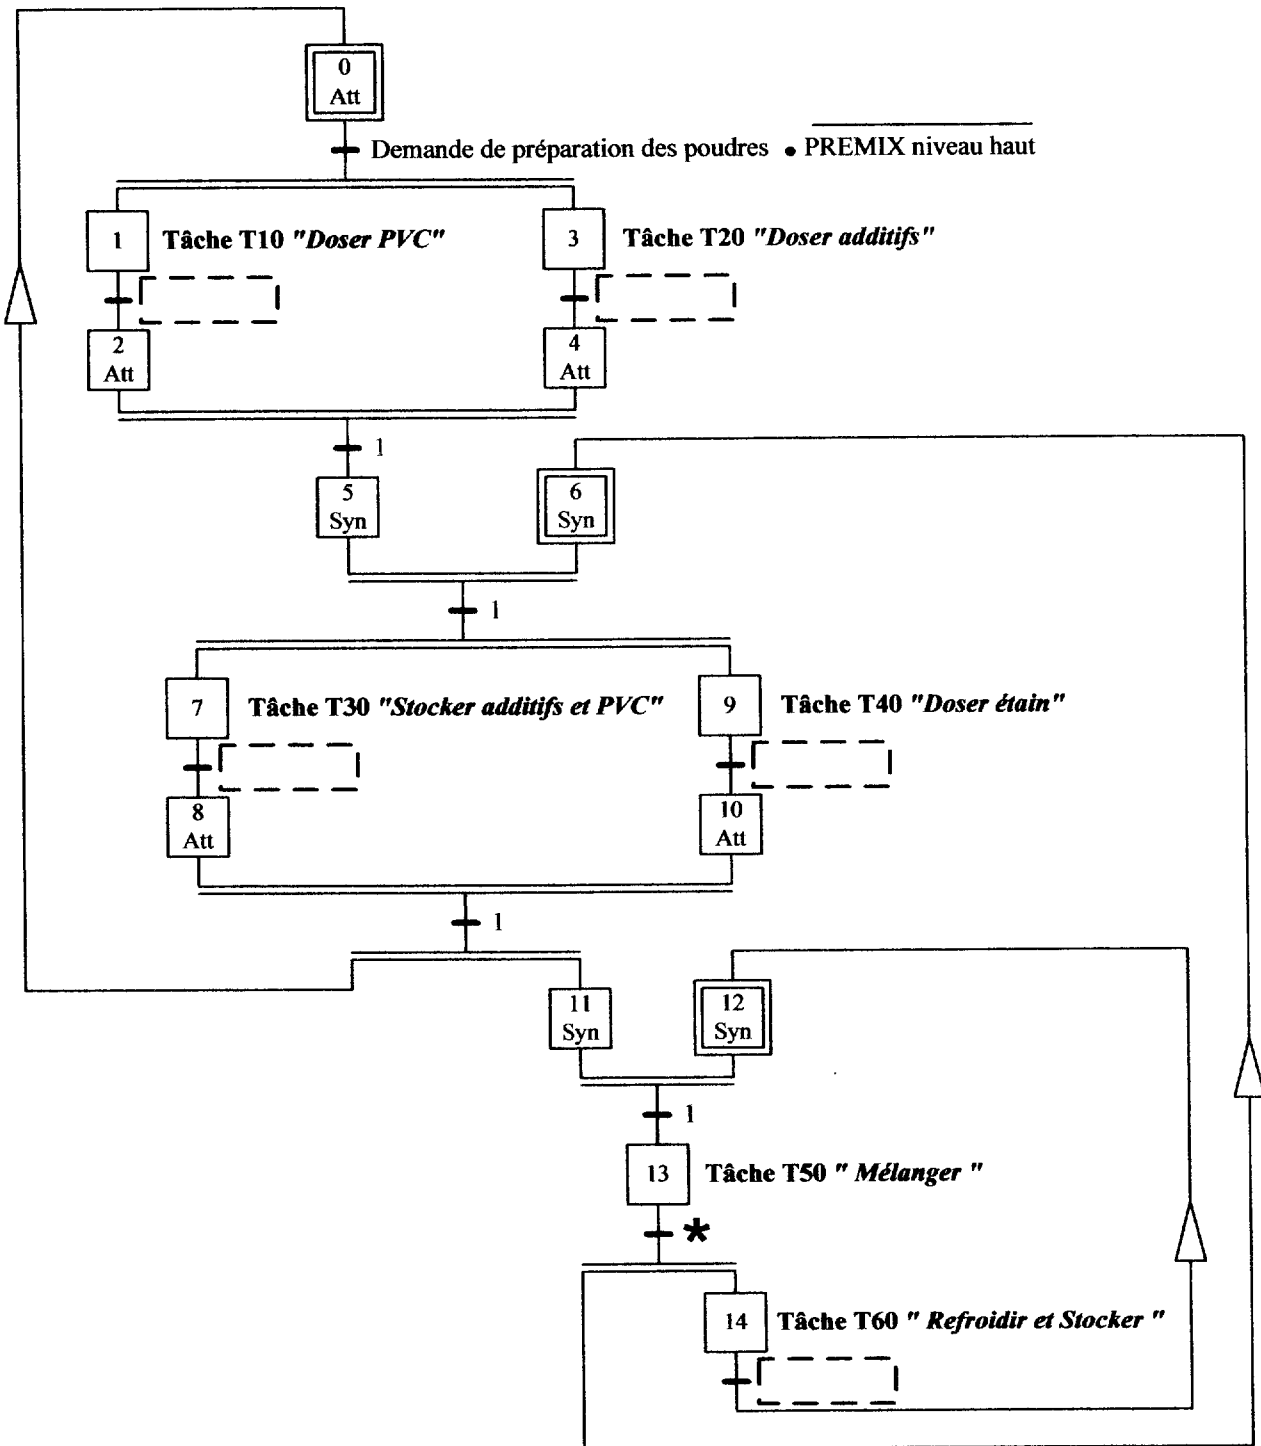 0
Att
Demande de préparation des poudres • PREMIX niveau haut
1 Tâche T10 "Doser PVC" 3 Tâche T20 "Doser additifs"
2 4
Att Att
1
5 6
Syn Syn
1
7 Tâche T30 "Stocker additifs et PVC" 9 Tâche T40 "Doser étain"
8 10
Att Att
1
11 12
Syn Syn
1
13 Tâche T50 " Mélanger "
*
14 Tâche T60 " Refroidir et Stocker "